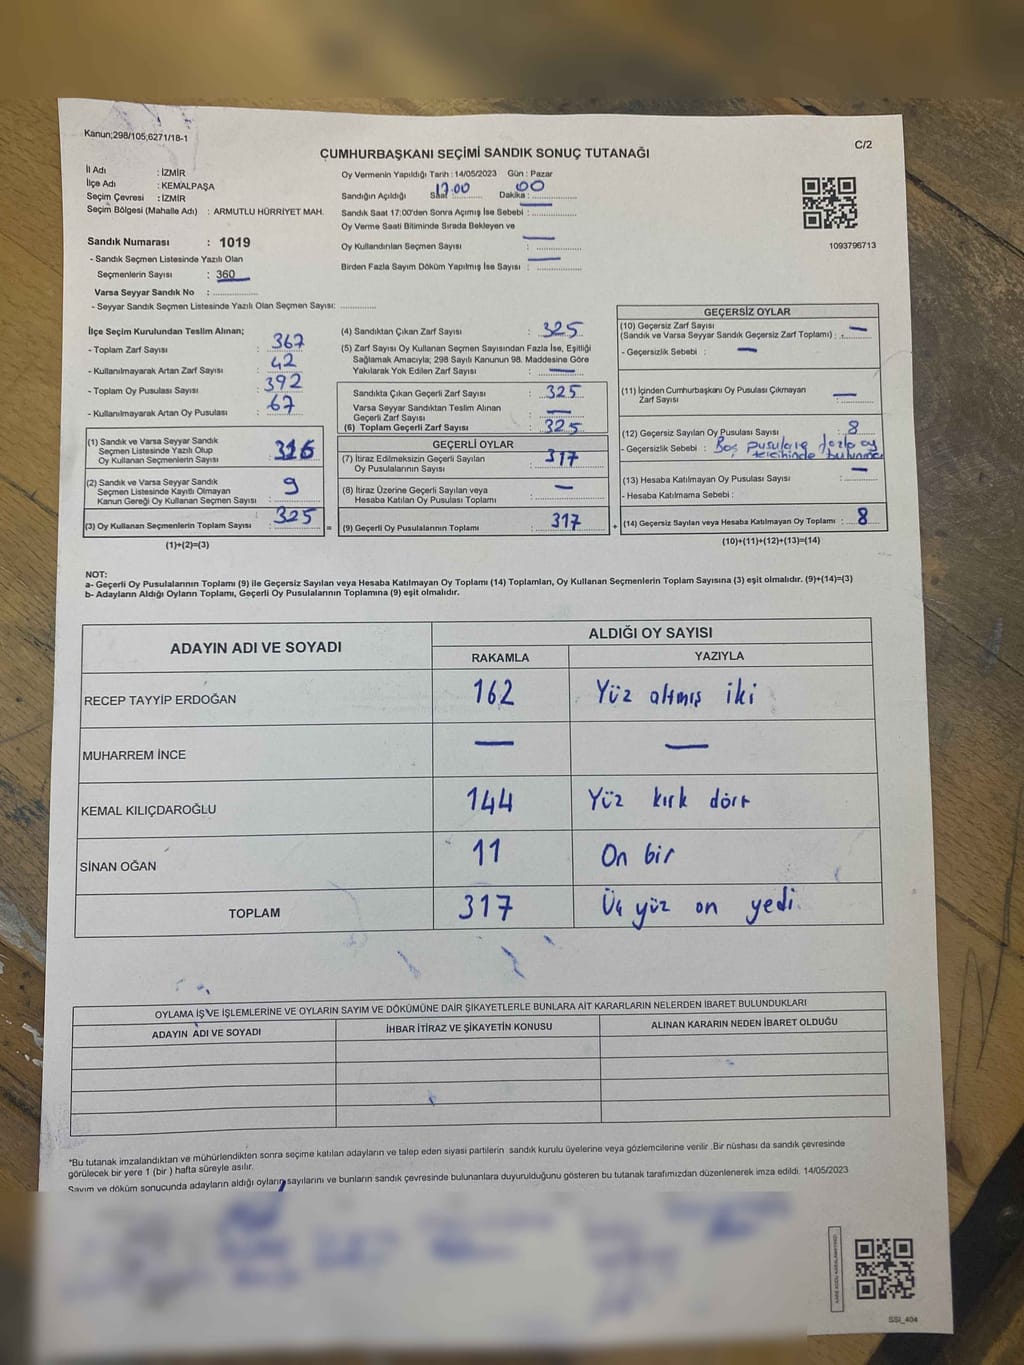 Kanun;298/105,6271/18-1
C/2
CUMHURBAŞKANI SEÇİMİ SANDIK SONUÇ TUTANAĞI
İl Adı : İZMİR
İlçe Adı : KEMALPAŞA
Seçim Çevresi : İZMİR
Seçim Bölgesi (Mahalle Adı) : ARMUTLU HÜRRİYET MAH.
Sandık Numarası : 1019
- Sandık Seçmen Listesinde Yazılı Olan
Seçmenlerin Sayısı : 360
Varsa Seyyar Sandık No :
- Seyyar Sandık Seçmen Listesinde Yazılı Olan Seçmen Sayısı:
Oy Vermenin Yapıldığı Tarih : 14/05/2023 Gün : Pazar
Sandığın Açıldığı Saat 17:00 Dakika : 00
Sandık Saat 17:00'den Sonra Açımış İse Sebebi :
Oy Verme Saati Bitiminde Sırada Bekleyen ve
Oy Kullandırılan Seçmen Sayısı : —
Birden Fazla Sayım Döküm Yapılmış İse Sayısı : —
1093796713
İlçe Seçim Kurulundan Teslim Alınan;
- Toplam Zarf Sayısı : 367
- Kullanılmayarak Artan Zarf Sayısı : 42
- Toplam Oy Pusulası Sayısı : 392
- Kullanılmayarak Artan Oy Pusulası : 67
(1) Sandık ve Varsa Seyyar Sandık
Seçmen Listesinde Yazılı Olup
Oy Kullanan Seçmenlerin Sayısı : 316
(2) Sandık ve Varsa Seyyar Sandık
Seçmen Listesinde Kayıtlı Olmayan
Kanun Gereği Oy Kullanan Seçmen Sayısı : 9
(3) Oy Kullanan Seçmenlerin Toplam Sayısı : 325 =
(1)+(2)=(3)
(4) Sandıktan Çıkan Zarf Sayısı : 325
(5) Zarf Sayısı Oy Kullanan Seçmen Sayısından Fazla İse, Eşitliği
Sağlamak Amacıyla; 298 Sayılı Kanunun 98. Maddesine Göre
Yakılarak Yok Edilen Zarf Sayısı : —
Sandıkta Çıkan Geçerli Zarf Sayısı : 325
Varsa Seyyar Sandıktan Teslim Alınan
Geçerli Zarf Sayısı : —
(6) Toplam Geçerli Zarf Sayısı : 325
GEÇERLİ OYLAR
(7) İtiraz Edilmeksizin Geçerli Sayılan
Oy Pusulalarının Sayısı : 317
(8) İtiraz Üzerine Geçerli Sayılan veya
Hesaba Katılan Oy Pusulası Toplamı : —
(9) Geçerli Oy Pusulalarının Toplamı : 317 +
GEÇERSİZ OYLAR
(10) Geçersiz Zarf Sayısı
(Sandık ve Varsa Seyyar Sandık Geçersiz Zarf Toplamı) : —
- Geçersizlik Sebebi : —
(11) İçinden Cumhurbaşkanı Oy Pusulası Çıkmayan
Zarf Sayısı : —
(12) Geçersiz Sayılan Oy Pusulası Sayısı : 8
- Geçersizlik Sebebi : Boş pusula, fazla oy
tercihinde bulunma
(13) Hesaba Katılmayan Oy Pusulası Sayısı : —
- Hesaba Katılmama Sebebi :
(14) Geçersiz Sayılan veya Hesaba Katılmayan Oy Toplamı : 8
(10)+(11)+(12)+(13)=(14)
NOT:
a- Geçerli Oy Pusulalarının Toplamı (9) ile Geçersiz Sayılan veya Hesaba Katılmayan Oy Toplamı (14) Toplamları, Oy Kullanan Seçmenlerin Toplam Sayısına (3) eşit olmalıdır. (9)+(14)=(3)
b- Adayların Aldığı Oyların Toplamı, Geçerli Oy Pusulalarının Toplamına (9) eşit olmalıdır.
ADAYIN ADI VE SOYADI
ALDIĞI OY SAYISI
RAKAMLA YAZIYLA
RECEP TAYYİP ERDOĞAN 162 Yüz altmış iki
MUHARREM İNCE — —
KEMAL KILIÇDAROĞLU 144 Yüz kırk dört
SİNAN OĞAN 11 On bir
TOPLAM 317 Üç yüz on yedi
OYLAMA İŞ VE İŞLEMLERİNE VE OYLARIN SAYIM VE DÖKÜMÜNE DAİR ŞİKAYETLERLE BUNLARA AİT KARARLARIN NELERDEN İBARET BULUNDUKLARI
ADAYIN ADI VE SOYADI İHBAR İTİRAZ VE ŞİKAYETİN KONUSU ALINAN KARARIN NEDEN İBARET OLDUĞU
*Bu tutanak imzalandıktan ve mühürlendikten sonra seçime katılan adayların ve talep eden siyasi partilerin sandık kurulu üyelerine veya gözlemcilerine verilir. Bir nüshası da sandık çevresinde
görülecek bir yere 1 (bir) hafta süreyle asılır.
Sayım ve döküm sonucunda adayların aldığı oyların sayılarını ve bunların sandık çevresinde bulunanlara duyurulduğunu gösteren bu tutanak tarafımızdan düzenlenerek imza edildi. 14/05/2023
SSI_404